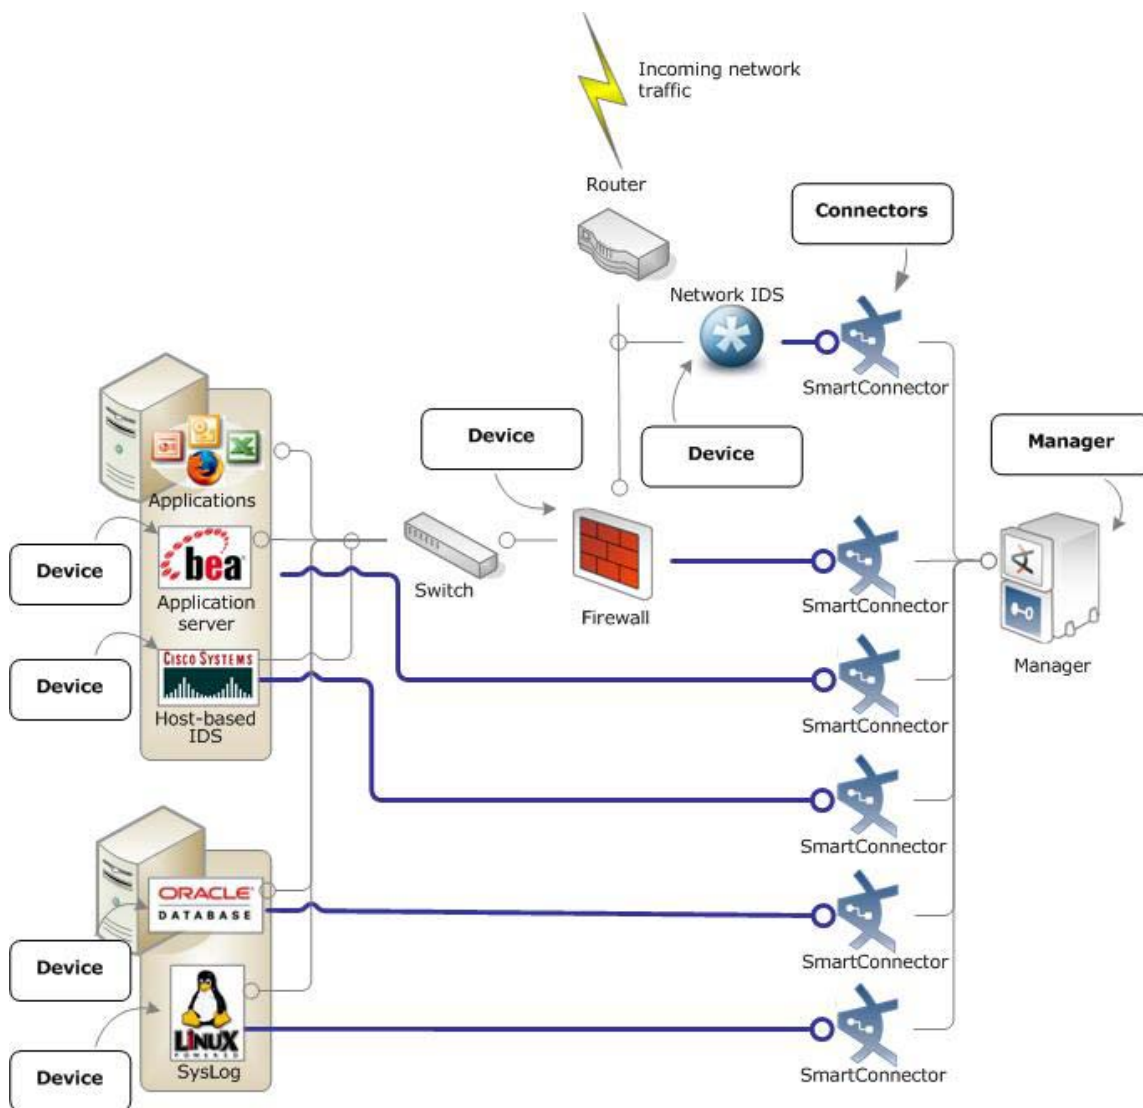 Incoming network
traffic
Router
Connectors
Network IDS
SmartConnector
Device
Device
Manager
Applications
Device
bea
Application
server
Switch
Firewall
SmartConnector
Manager
Device
CISCO SYSTEMS
Host-based
IDS
SmartConnector
SmartConnector
ORACLE
DATABASE
SmartConnector
Device
LINUX
POWERED
SysLog
Device
SmartConnector